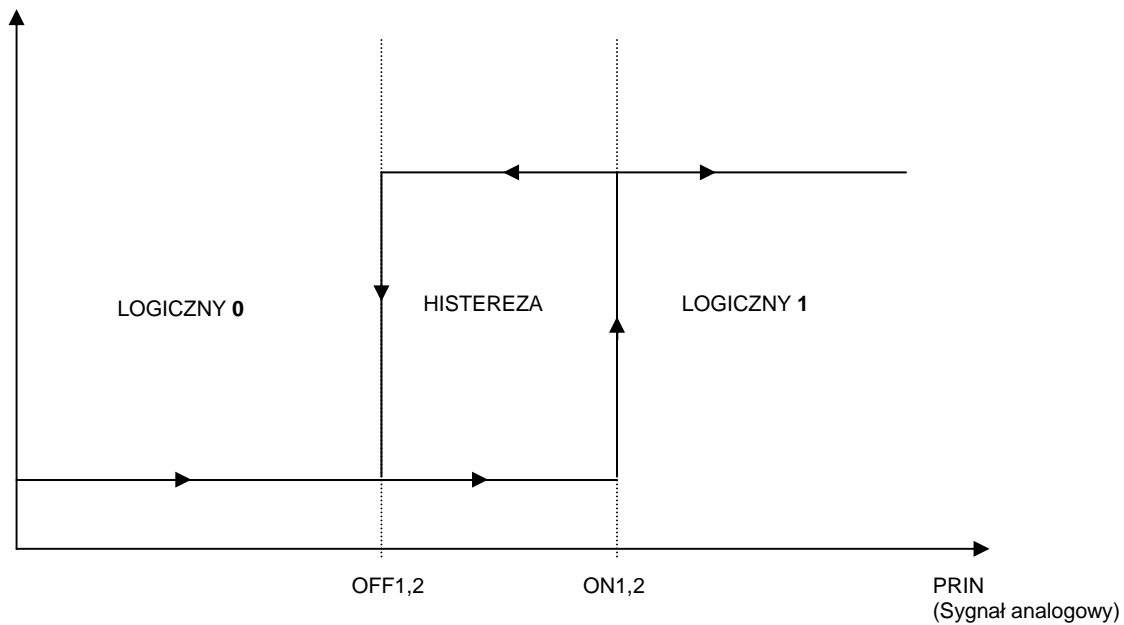 LOGICZNY 0
HISTEREZA
LOGICZNY 1
OFF1,2
ON1,2
PRIN
(Sygnał analogowy)